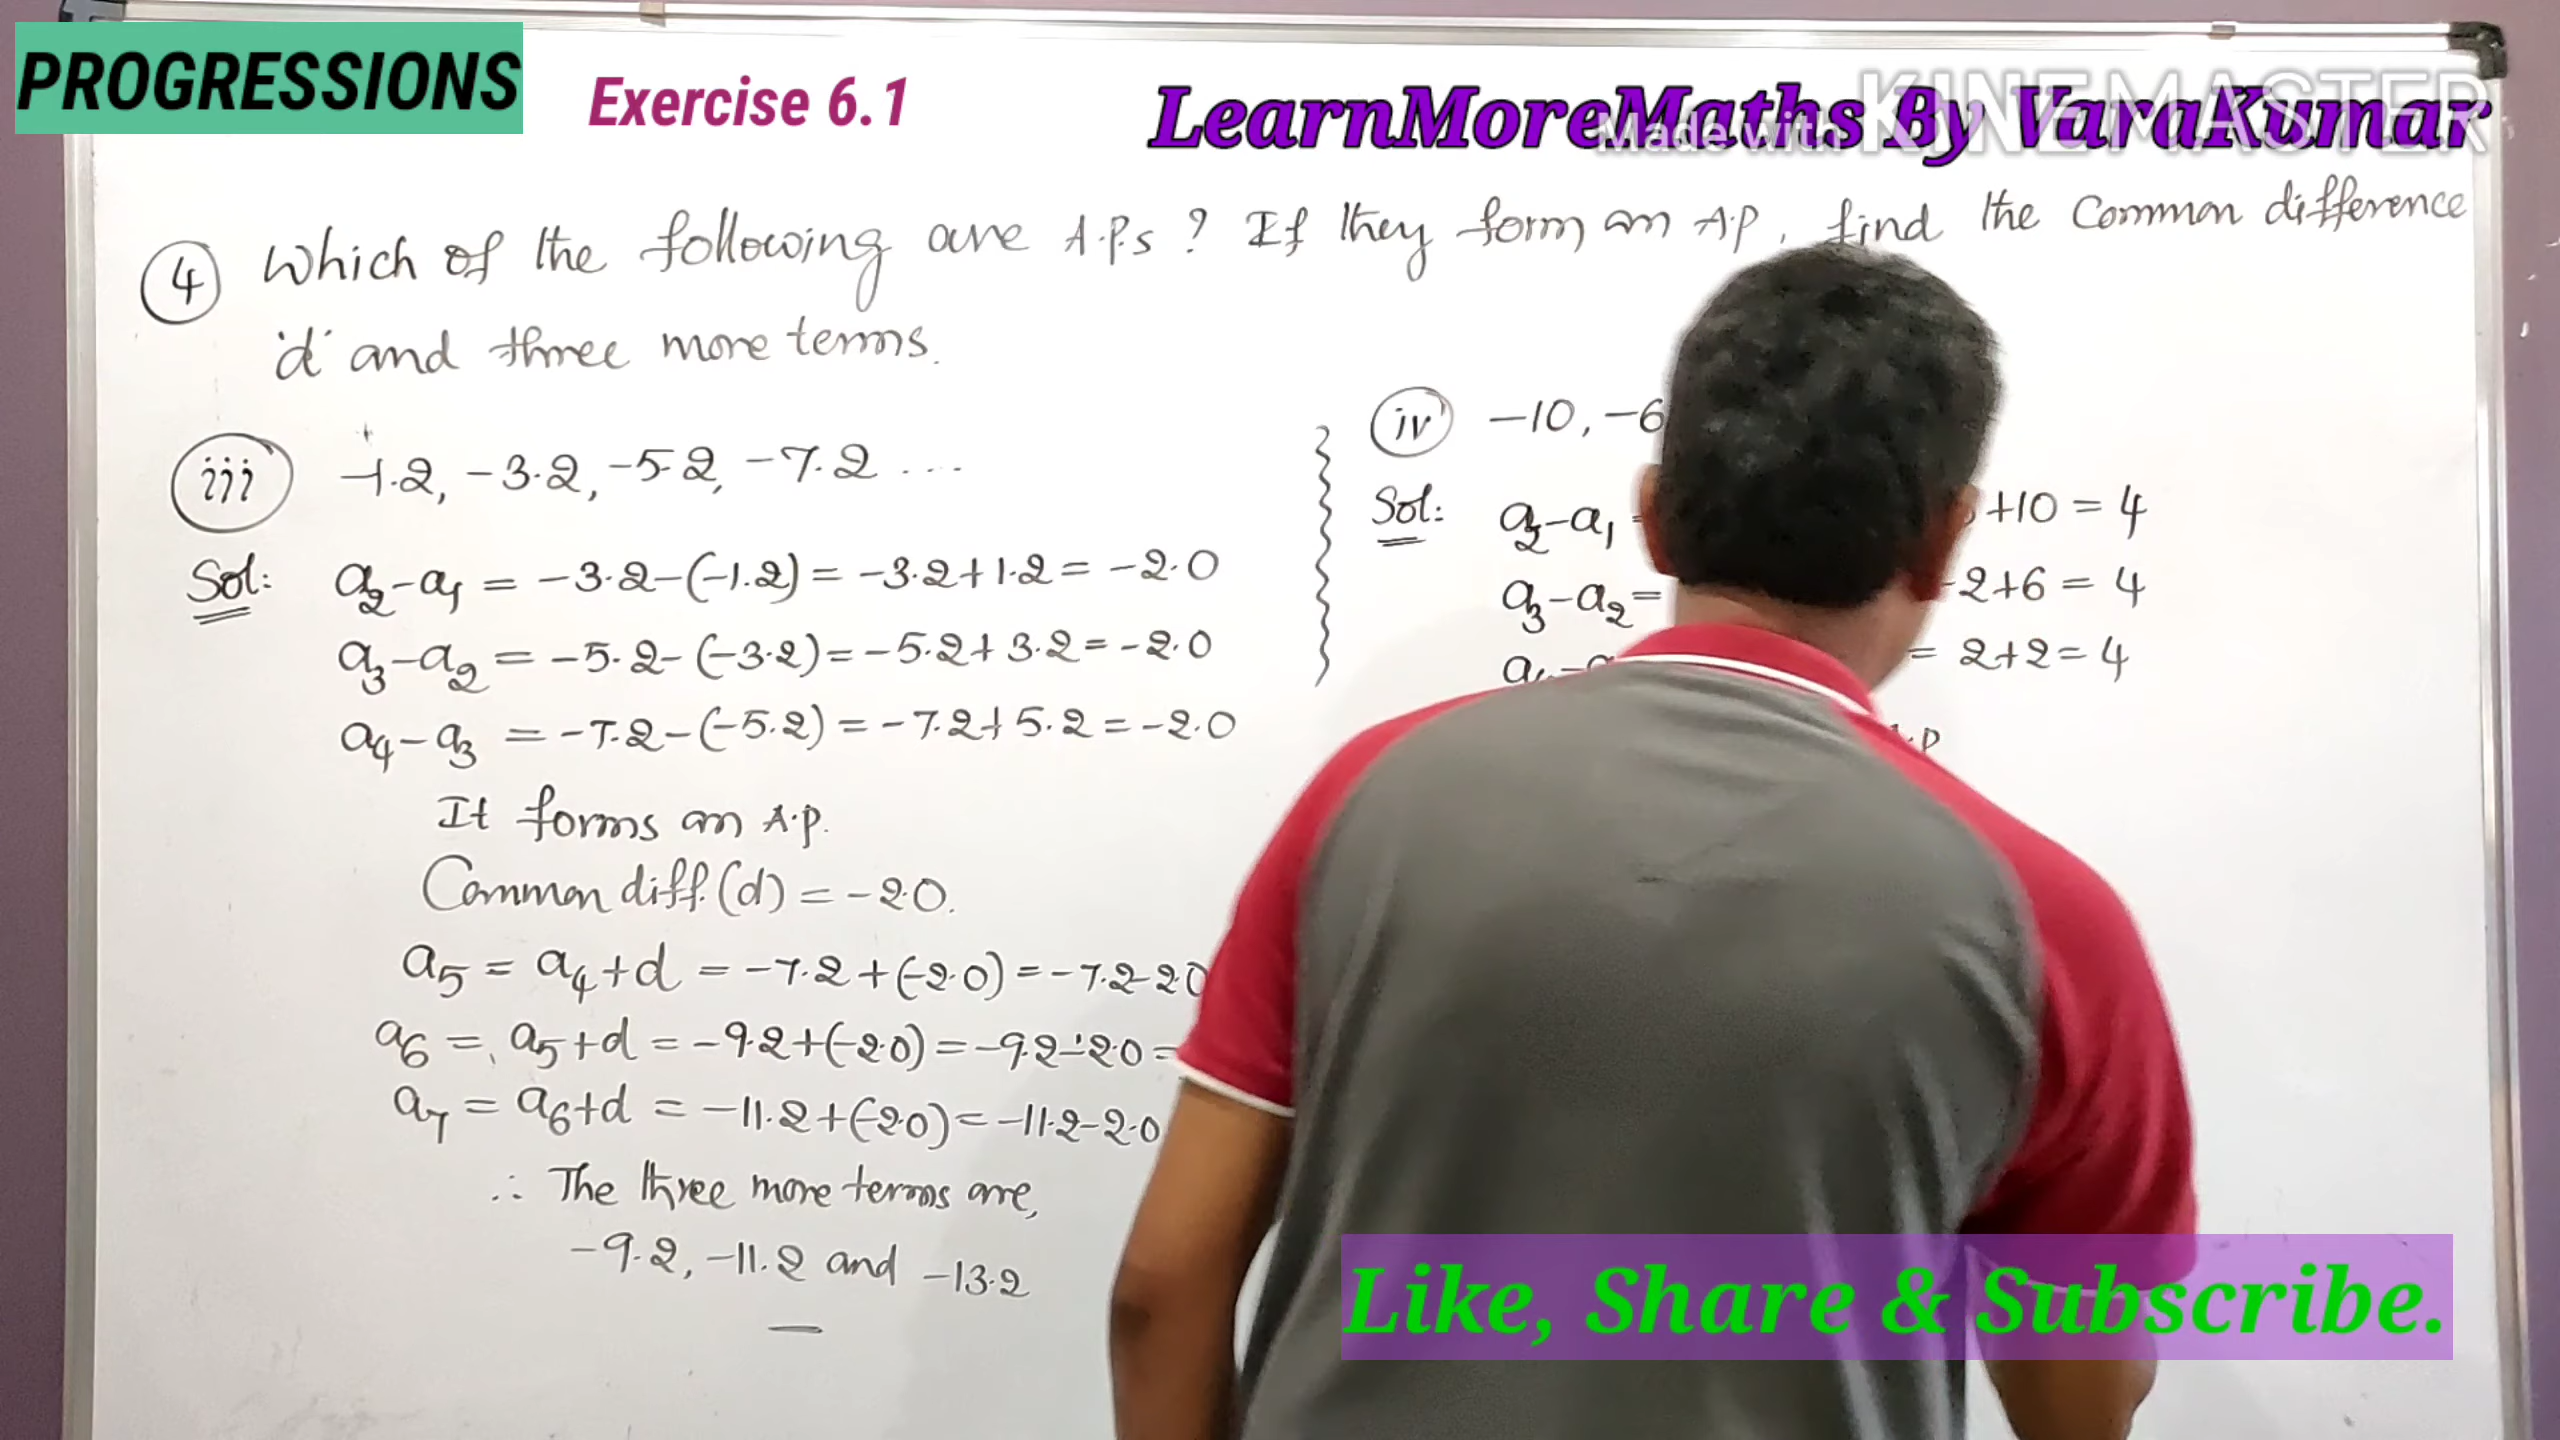 PROGRESSIONS
Exercise 6.1
LearnMoreMaths By VaraKumar
Made with KINEMASTER
4 Which of the following are A.P.s ? If they form an AP, find the Common difference
'd' and three more terms.
iii -1.2, -3.2, -5.2, -7.2 ...
Sol: a2-a1 = -3.2-(-1.2) = -3.2+1.2 = -2.0
a3-a2 = -5.2-(-3.2) = -5.2+3.2 = -2.0
a4-a3 = -7.2-(-5.2) = -7.2+5.2 = -2.0
It forms an A.P.
Common diff.(d) = -2.0.
a5 = a4+d = -7.2+(-2.0) = -7.2-2.0
a6 = a5+d = -9.2+(-2.0) = -9.2-2.0 =
a7 = a6+d = -11.2+(-2.0) = -11.2-2.0
∴ The three more terms are,
-9.2, -11.2 and -13.2
iv -10, -6
Sol: a2-a1 = +10 = 4
a3-a2 = -2+6 = 4
= 2+2 = 4
Like, Share & Subscribe.